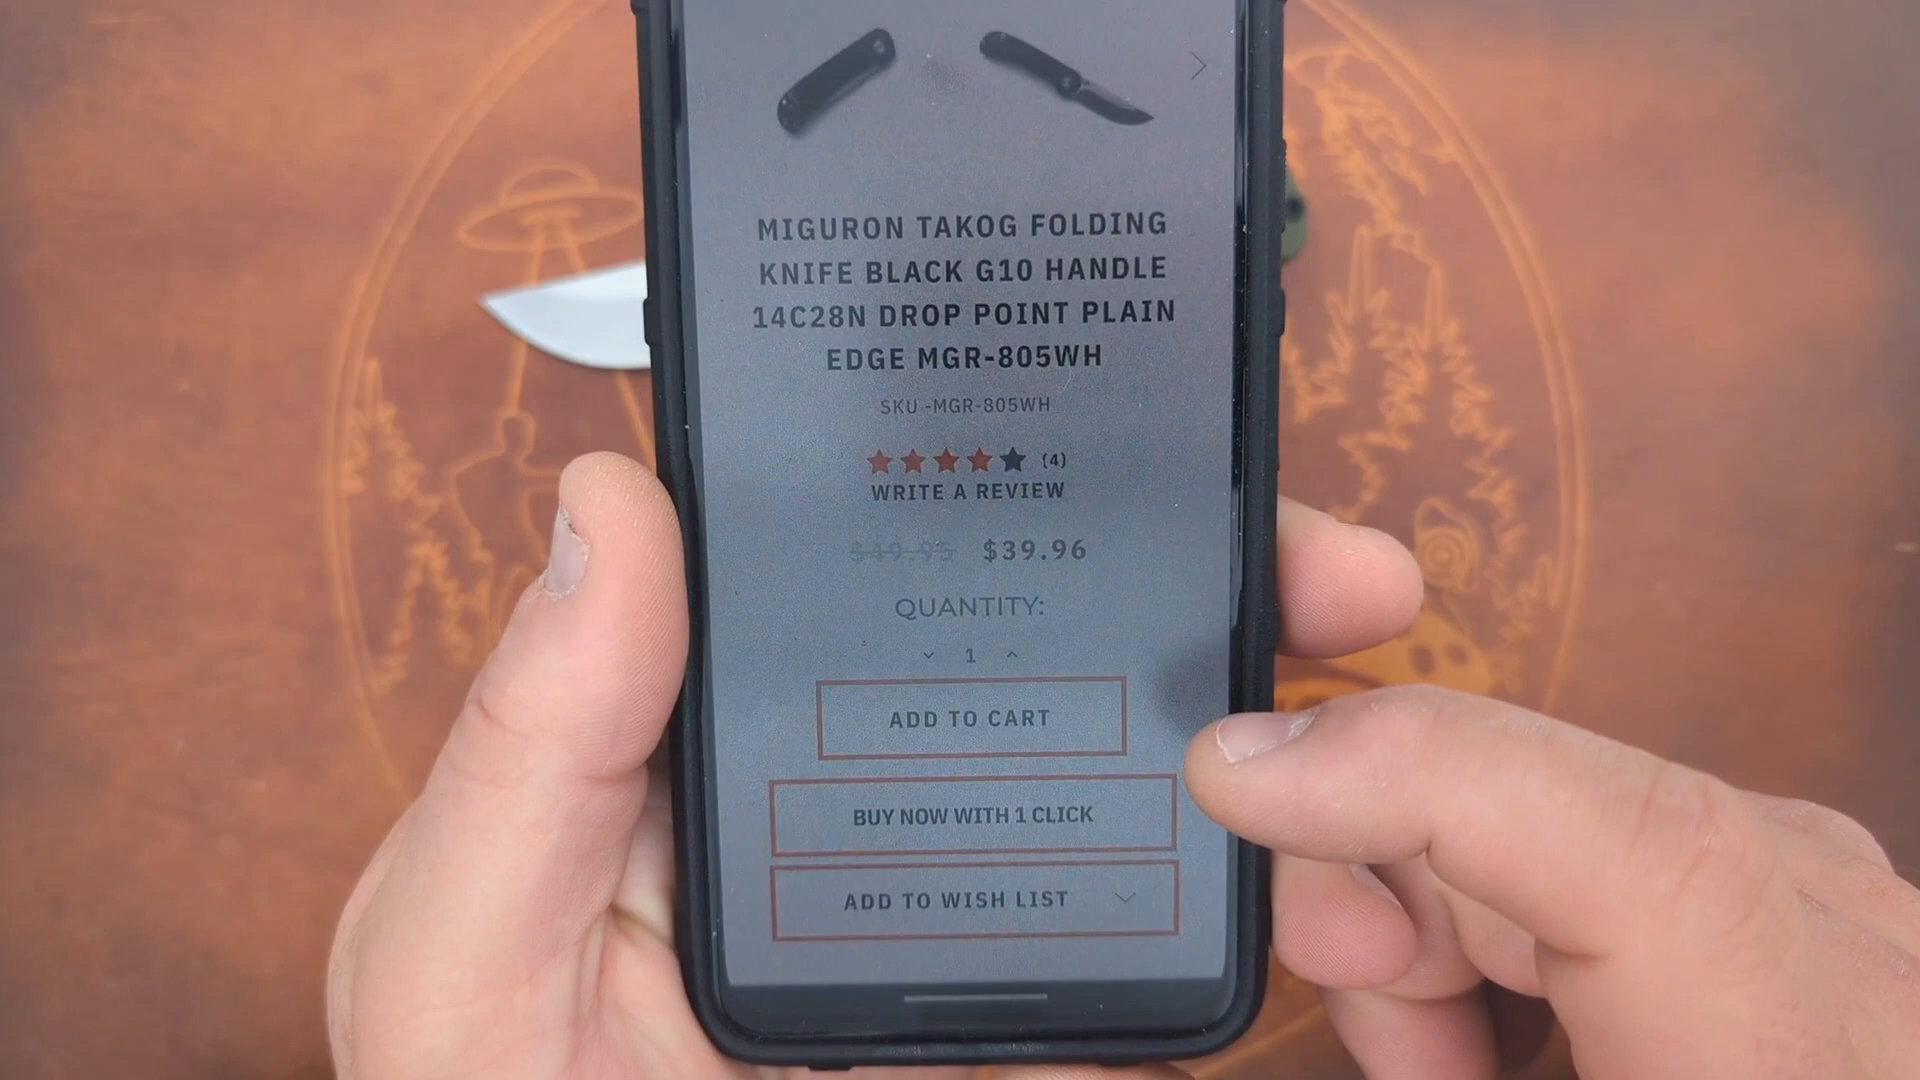 MIGURON TAKOG FOLDING
KNIFE BLACK G10 HANDLE
14C28N DROP POINT PLAIN
EDGE MGR-805WH
SKU -MGR-805WH
(4)
WRITE A REVIEW
$49.95 $39.96
QUANTITY:
1
ADD TO CART
BUY NOW WITH 1 CLICK
ADD TO WISH LIST